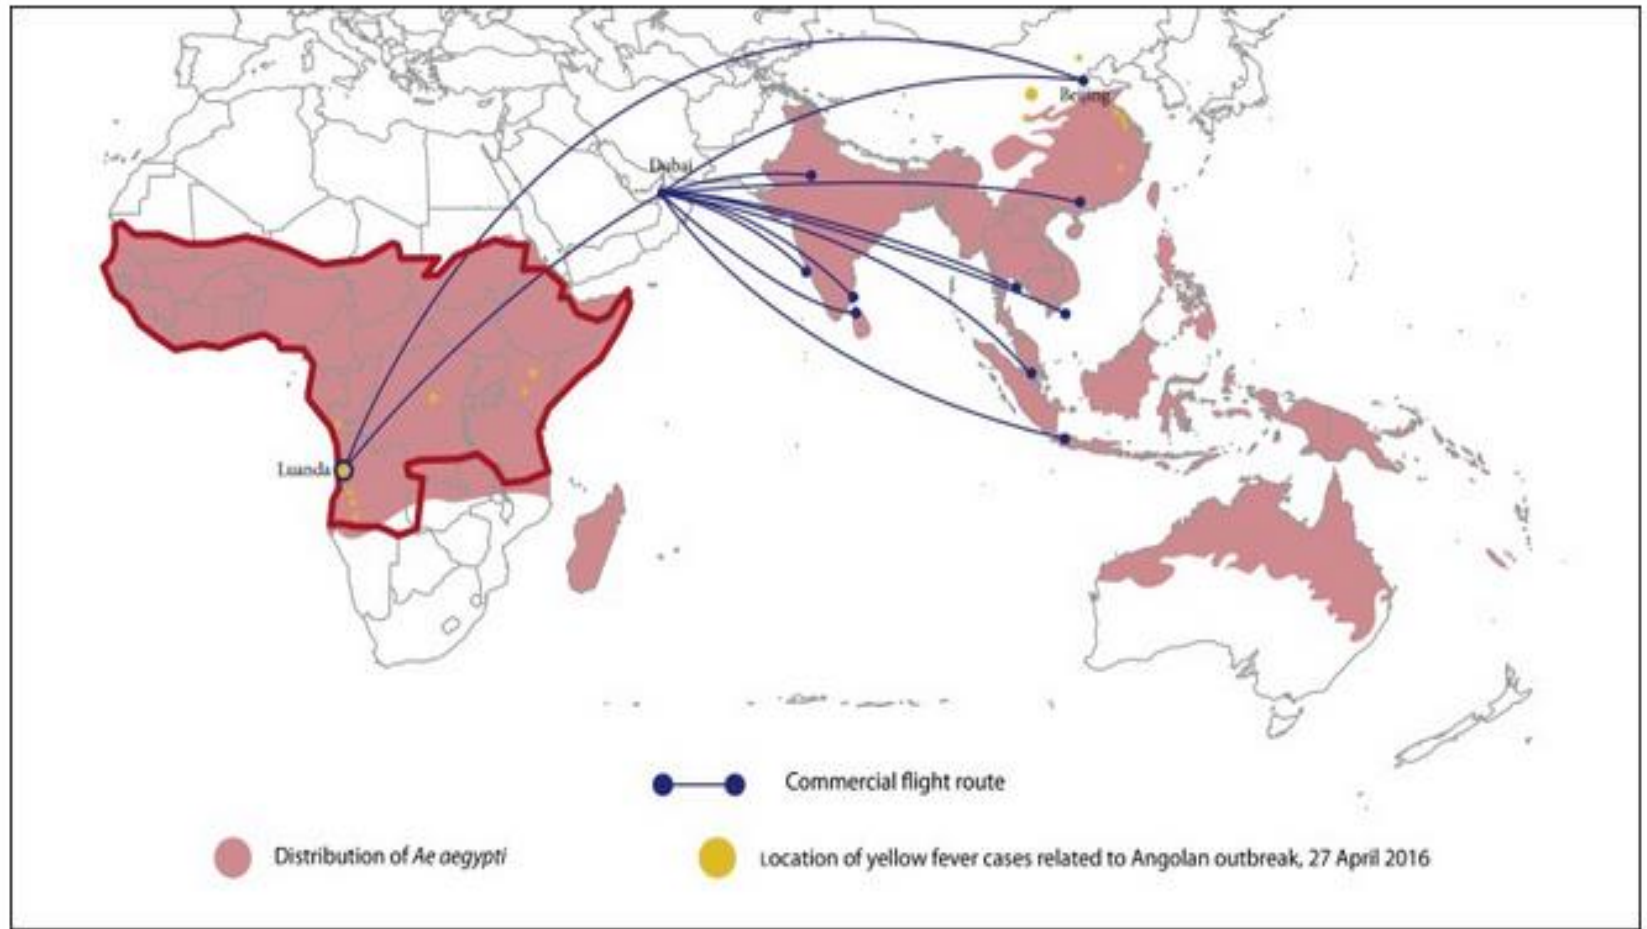 Beijing
Dubai
Luanda
Commercial flight route
Distribution of Ae aegypti
Location of yellow fever cases related to Angolan outbreak, 27 April 2016